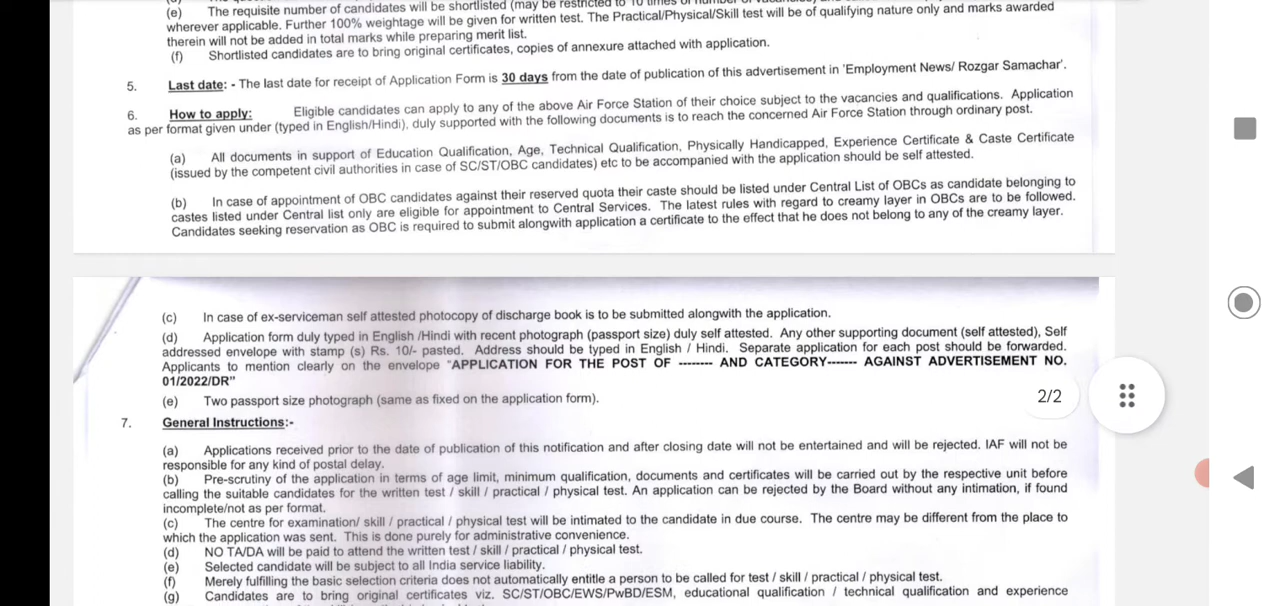 (e) The requisite number of candidates will be shortlisted (may be restricted to 10 times of
wherever applicable. Further 100% weightage will be given for written test. The Practical/Physical/Skill test will be of qualifying nature only and marks awarded
therein will not be added in total marks while preparing merit list.
(f) Shortlisted candidates are to bring original certificates, copies of annexure attached with application.
5. Last date: - The last date for receipt of Application Form is 30 days from the date of publication of this advertisement in 'Employment News/ Rozgar Samachar'.
6. How to apply: Eligible candidates can apply to any of the above Air Force Station of their choice subject to the vacancies and qualifications. Application
as per format given under (typed in English/Hindi), duly supported with the following documents is to reach the concerned Air Force Station through ordinary post.
(a) All documents in support of Education Qualification, Age, Technical Qualification, Physically Handicapped, Experience Certificate & Caste Certificate
(issued by the competent civil authorities in case of SC/ST/OBC candidates) etc to be accompanied with the application should be self attested.
(b) In case of appointment of OBC candidates against their reserved quota their caste should be listed under Central List of OBCs as candidate belonging to
castes listed under Central list only are eligible for appointment to Central Services. The latest rules with regard to creamy layer in OBCs are to be followed.
Candidates seeking reservation as OBC is required to submit alongwith application a certificate to the effect that he does not belong to any of the creamy layer.
(c) In case of ex-serviceman self attested photocopy of discharge book is to be submitted alongwith the application.
(d) Application form duly typed in English /Hindi with recent photograph (passport size) duly self attested. Any other supporting document (self attested), Self
addressed envelope with stamp (s) Rs. 10/- pasted. Address should be typed in English / Hindi. Separate application for each post should be forwarded.
Applicants to mention clearly on the envelope "APPLICATION FOR THE POST OF -------- AND CATEGORY------- AGAINST ADVERTISEMENT NO.
01/2022/DR"
(e) Two passport size photograph (same as fixed on the application form).
2/2
7. General Instructions:-
(a) Applications received prior to the date of publication of this notification and after closing date will not be entertained and will be rejected. IAF will not be
responsible for any kind of postal delay.
(b) Pre-scrutiny of the application in terms of age limit, minimum qualification, documents and certificates will be carried out by the respective unit before
calling the suitable candidates for the written test / skill / practical / physical test. An application can be rejected by the Board without any intimation, if found
incomplete/not as per format.
(c) The centre for examination/ skill / practical / physical test will be intimated to the candidate in due course. The centre may be different from the place to
which the application was sent. This is done purely for administrative convenience.
(d) NO TA/DA will be paid to attend the written test / skill / practical / physical test.
(e) Selected candidate will be subject to all India service liability.
(f) Merely fulfilling the basic selection criteria does not automatically entitle a person to be called for test / skill / practical / physical test.
(g) Candidates are to bring original certificates viz. SC/ST/OBC/EWS/PwBD/ESM, educational qualification / technical qualification and experience